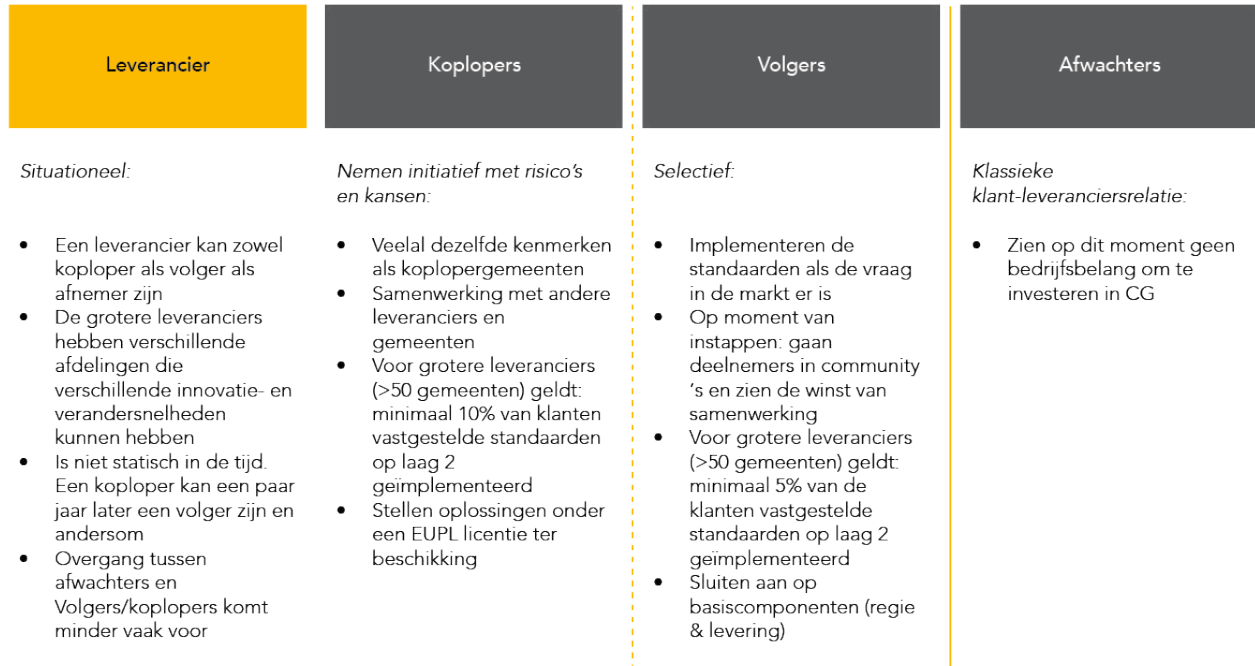 Leverancier
Situationeel:
• Een leverancier kan zowel
koploper als volger als
afnemer zijn
• De grotere leveranciers
hebben verschillende
afdelingen die
verschillende innovatie- en
verandersnelheden
kunnen hebben
• Is niet statisch in de tijd.
Een koploper kan een paar
jaar later een volger zijn en
andersom
• Overgang tussen
afwachters en
Volgers/koplopers komt
minder vaak voor
Koplopers
Nemen initiatief met risico’s
en kansen:
• Veelal dezelfde kenmerken
als koplopergemeenten
• Samenwerking met andere
leveranciers en
gemeenten
• Voor grotere leveranciers
(>50 gemeenten) geldt:
minimaal 10% van klanten
vastgestelde standaarden
op laag 2
geïmplementeerd
• Stellen oplossingen onder
een EUPL licentie ter
beschikking
Volgers
Selectief:
• Implementeren de
standaarden als de vraag
in de markt er is
• Op moment van
instappen: gaan
deelnemers in community
‘s en zien de winst van
samenwerking
• Voor grotere leveranciers
(>50 gemeenten) geldt:
minimaal 5% van de
klanten vastgestelde
standaarden op laag 2
geïmplementeerd
• Sluiten aan op
basiscomponenten (regie
& levering)
Afwachters
Klassieke
klant-leveranciersrelatie:
• Zien op dit moment geen
bedrijfsbelang om te
investeren in CG